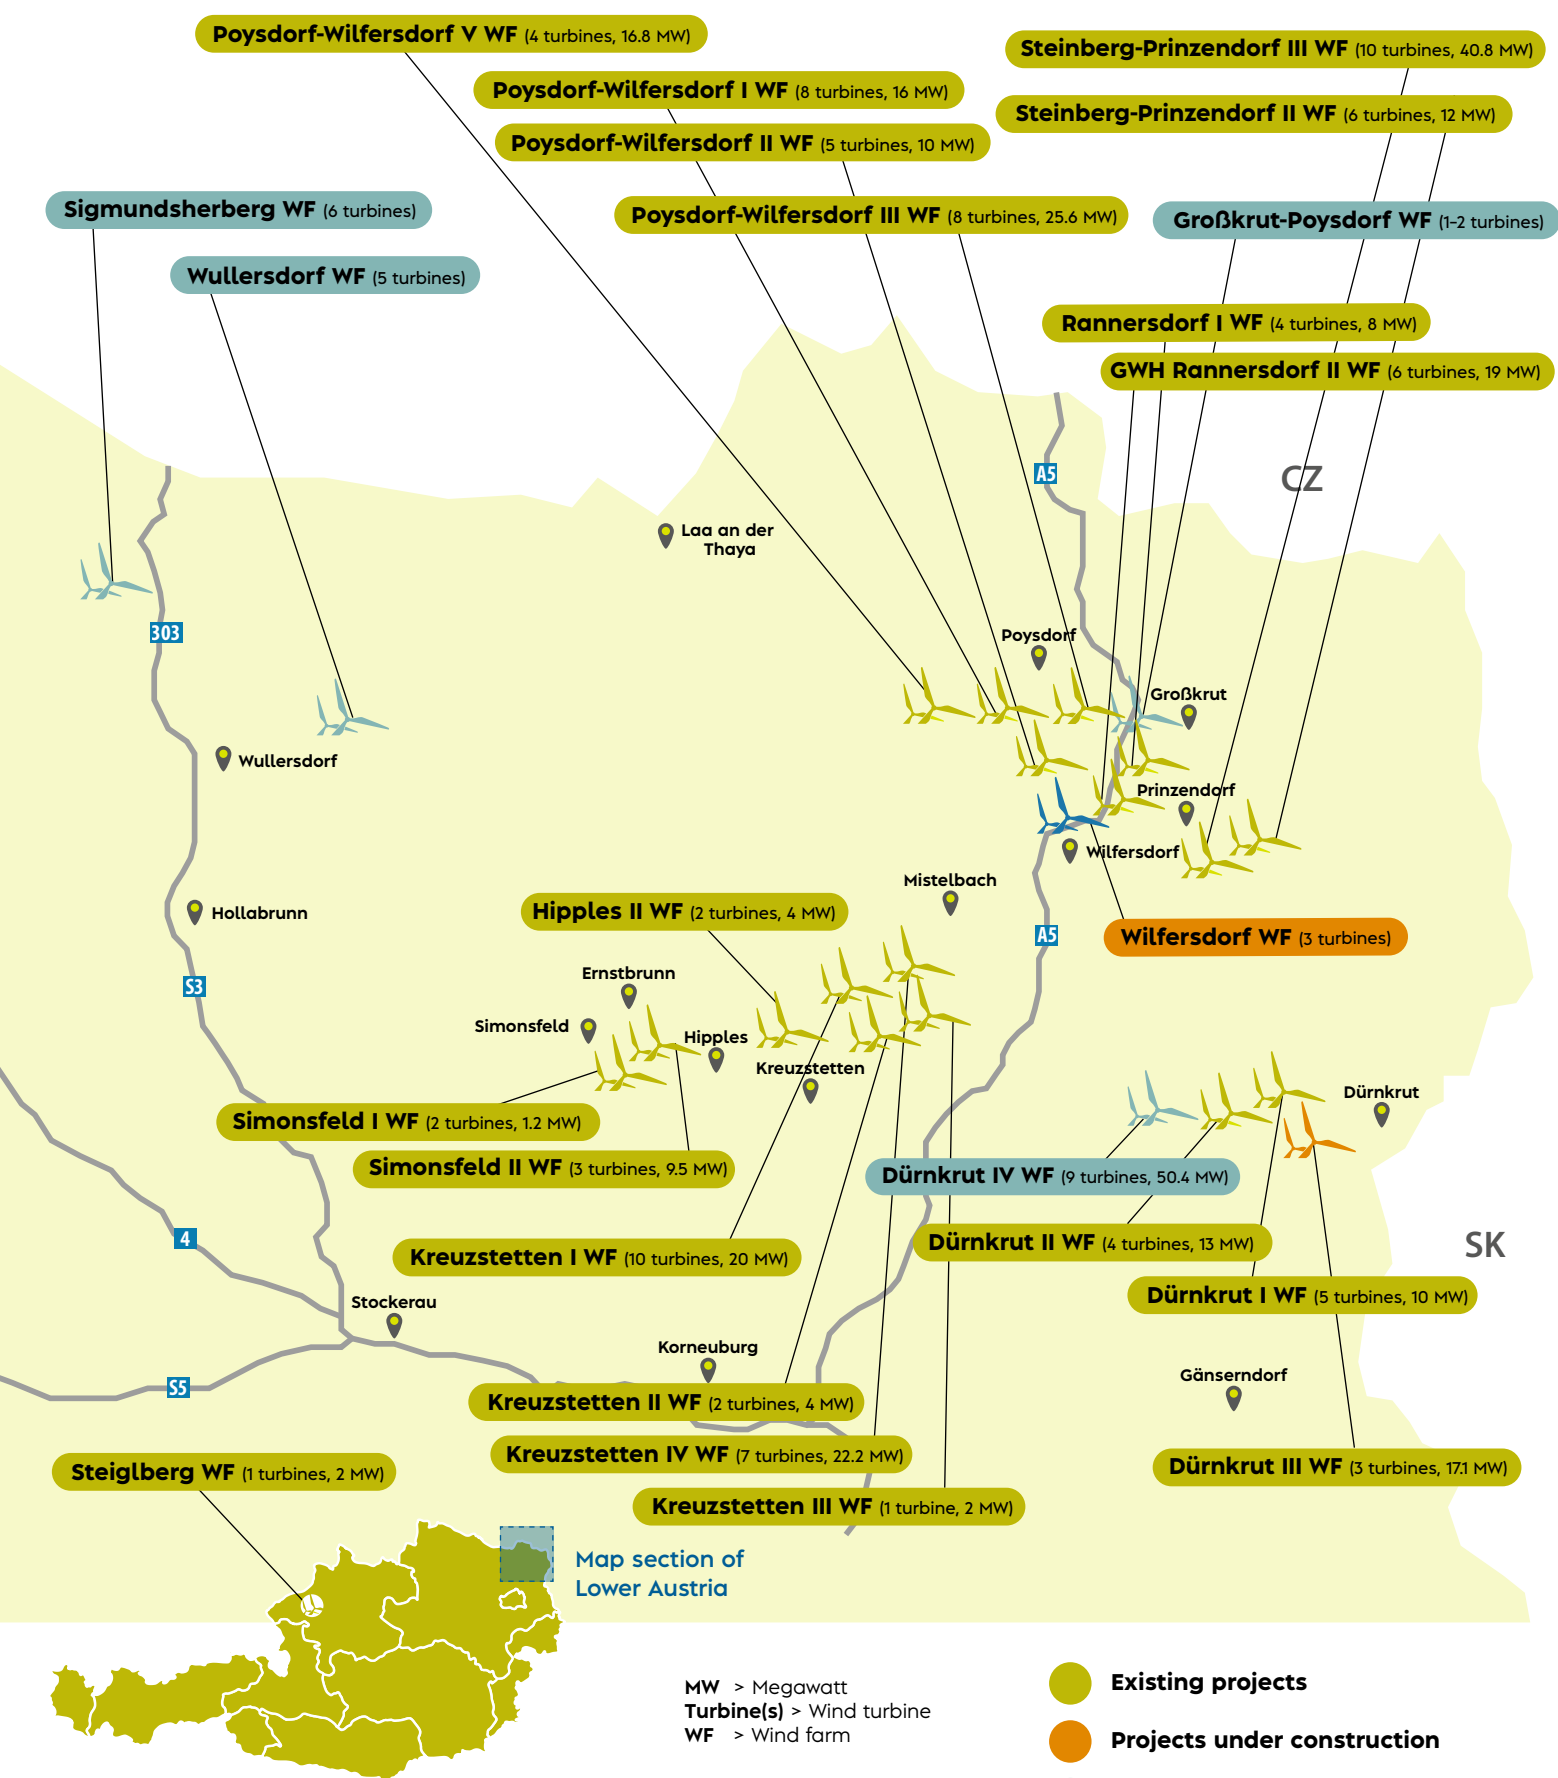 Poysdorf-Wilfersdorf V WF (4 turbines, 16.8 MW)
Steinberg-Prinzendorf III WF (10 turbines, 40.8 MW)
Poysdorf-Wilfersdorf I WF (8 turbines, 16 MW)
Steinberg-Prinzendorf II WF (6 turbines, 12 MW)
Poysdorf-Wilfersdorf II WF (5 turbines, 10 MW)
Sigmundsherberg WF (6 turbines)
Poysdorf-Wilfersdorf III WF (8 turbines, 25.6 MW)
Großkrut-Poysdorf WF (1-2 turbines)
Wullersdorf WF (5 turbines)
Rannersdorf I WF (4 turbines, 8 MW)
GWH Rannersdorf II WF (6 turbines, 19 MW)
A5
CZ
Laa an der
Thaya
303
Poysdorf
Großkrut
Wullersdorf
Prinzendorf
Wilfersdorf
Mistelbach
Hollabrunn
Hipples II WF (2 turbines, 4 MW)
A5
Wilfersdorf WF (3 turbines)
Ernstbrunn
S3
Simonsfeld
Hipples
Kreuzstetten
Dürnkrut
Simonsfeld I WF (2 turbines, 1.2 MW)
Simonsfeld II WF (3 turbines, 9.5 MW)
Dürnkrut IV WF (9 turbines, 50.4 MW)
4
Dürnkrut II WF (4 turbines, 13 MW)
SK
Kreuzstetten I WF (10 turbines, 20 MW)
Dürnkrut I WF (5 turbines, 10 MW)
Stockerau
Korneuburg
Gänserndorf
S5
Kreuzstetten II WF (2 turbines, 4 MW)
Kreuzstetten IV WF (7 turbines, 22.2 MW)
Dürnkrut III WF (3 turbines, 17.1 MW)
Steiglberg WF (1 turbines, 2 MW)
Kreuzstetten III WF (1 turbine, 2 MW)
Map section of
Lower Austria
MW > Megawatt
Turbine(s) > Wind turbine
WF > Wind farm
Existing projects
Projects under construction